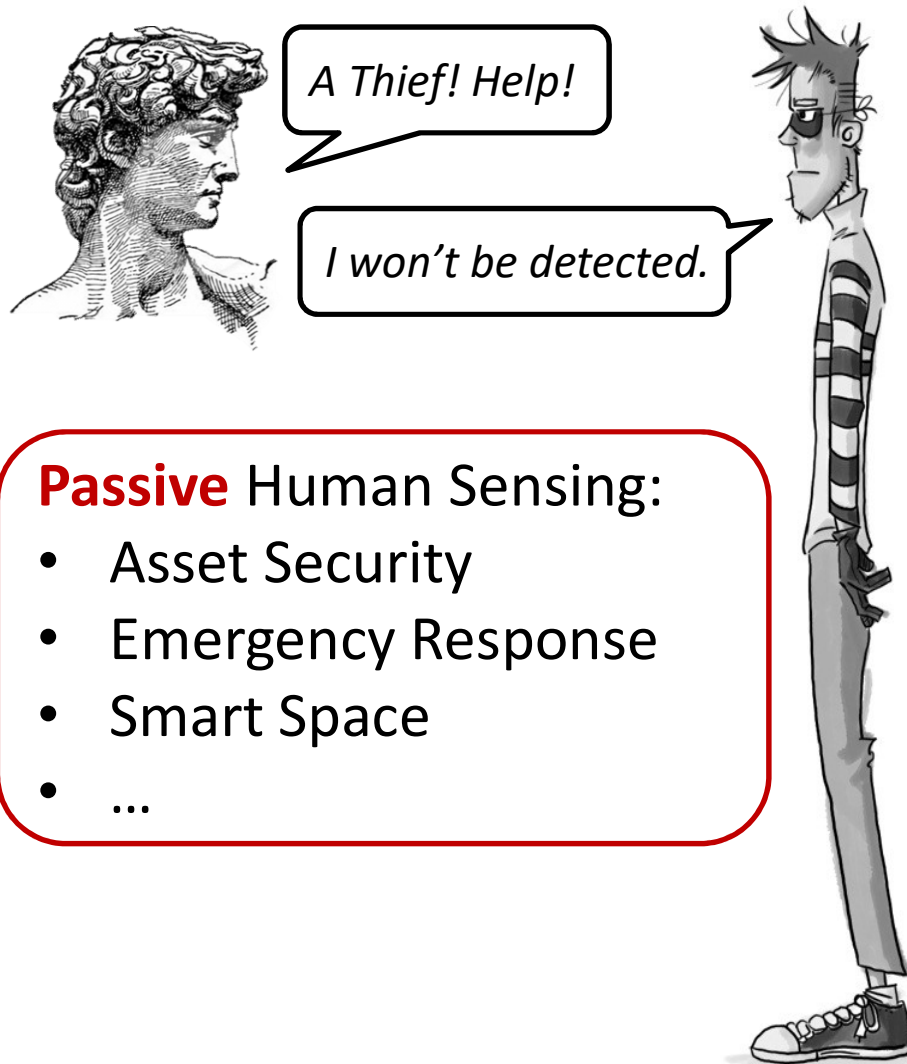 A Thief! Help!
I won’t be detected.
Passive Human Sensing:
• Asset Security
• Emergency Response
• Smart Space
• ...